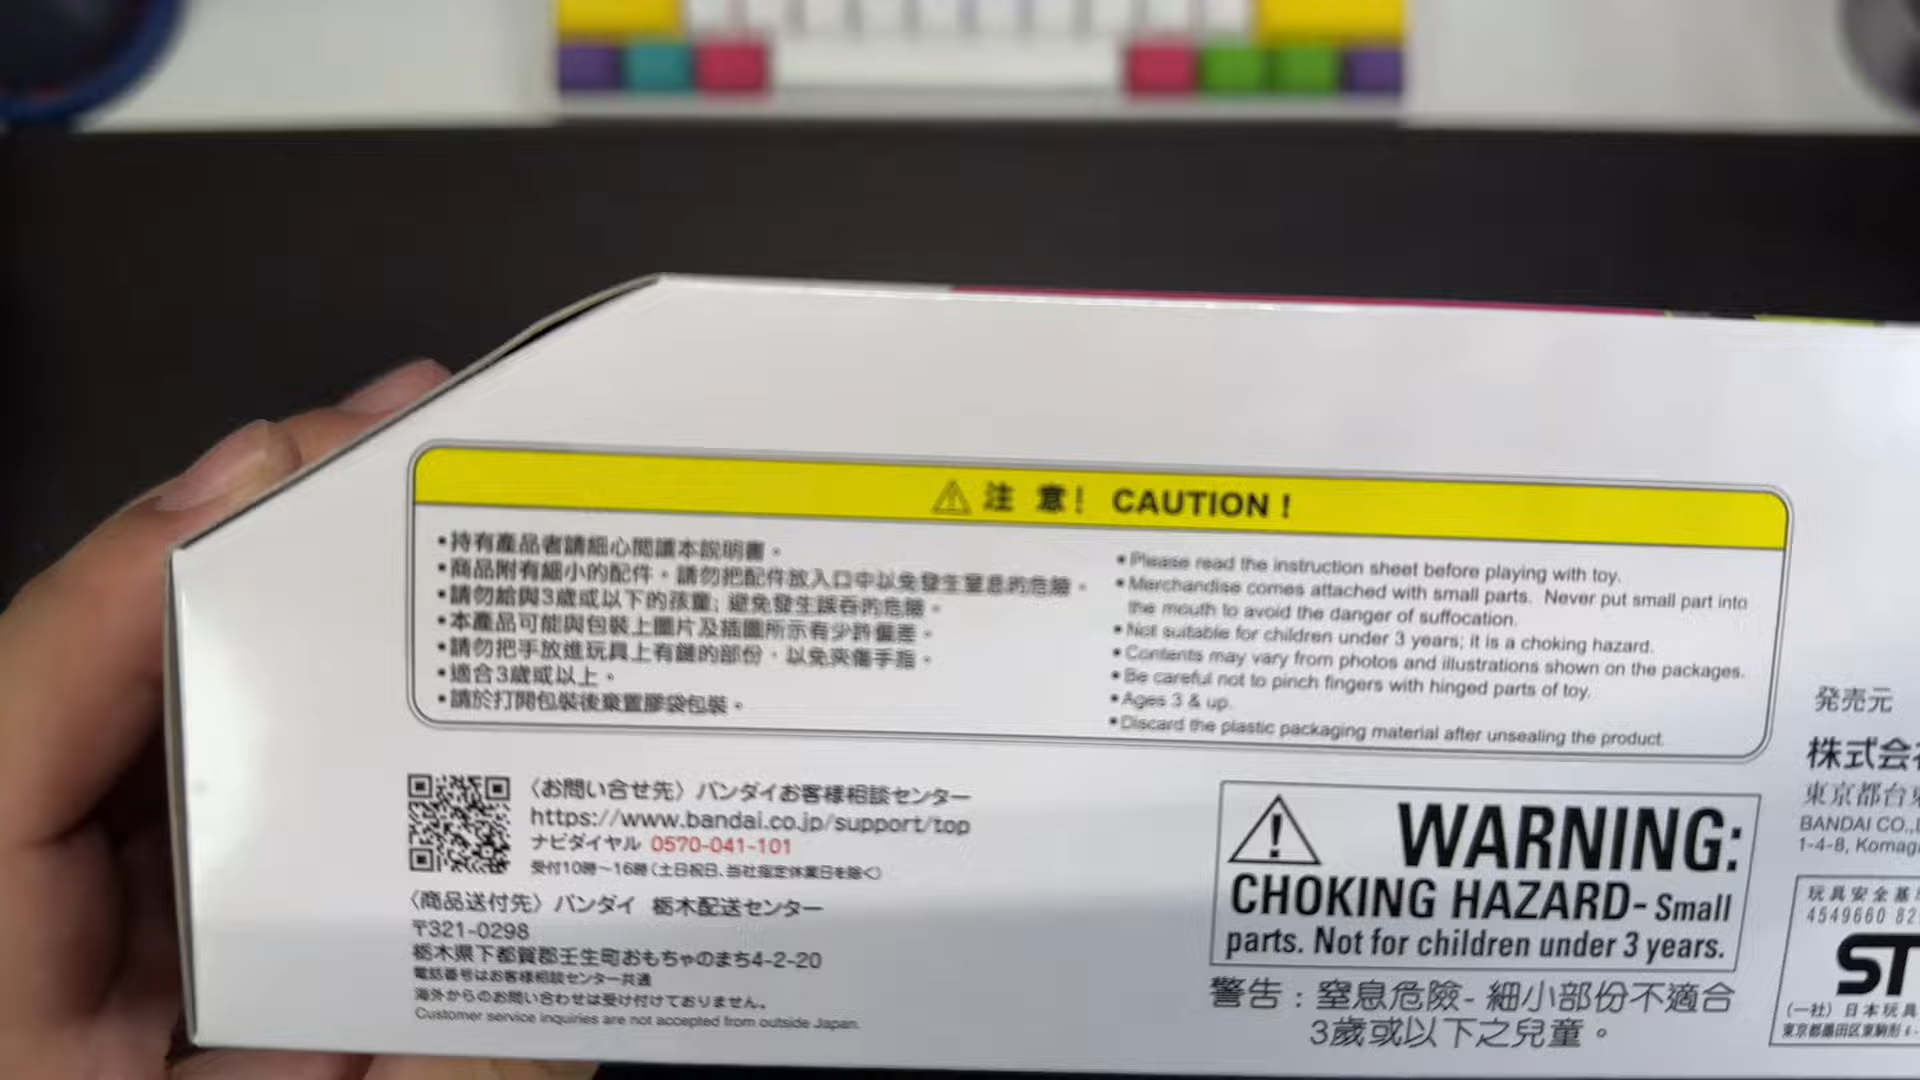 注 意! CAUTION !
•持有產品者請細心閱讀本說明書。
•商品附有細小的配件。請勿把配件放入口中以免發生窒息的危險。
•請勿給與3歲或以下的孩童; 避免發生誤吞的危險。
•本產品可能與包裝上圖片及插圖所示有少許偏差。
•請勿把手放進玩具上有鏈的部份,以免夾傷手指。
•適合3歲或以上。
•請於打開包裝後棄置膠袋包裝。
•Please read the instruction sheet before playing with toy.
•Merchandise comes attached with small parts. Never put small part into
the mouth to avoid the danger of suffocation.
•Not suitable for children under 3 years; it is a choking hazard.
•Contents may vary from photos and illustrations shown on the packages.
•Be careful not to pinch fingers with hinged parts of toy.
•Ages 3 & up.
•Discard the plastic packaging material after unsealing the product.
〈お問い合せ先〉バンダイお客様相談センター
https://www.bandai.co.jp/support/top
ナビダイヤル 0570-041-101
受付10時〜16時(土日祝日、当社指定休業日を除く)
〈商品送付先〉バンダイ 栃木配送センター
〒321-0298
栃木県下都賀郡壬生町おもちゃのまち4-2-20
電話番号はお客様相談センター共通
海外からのお問い合わせは受け付けておりません。
Customer service inquiries are not accepted from outside Japan.
WARNING:
CHOKING HAZARD- Small
parts. Not for children under 3 years.
警告:窒息危險- 細小部份不適合
3歲或以下之兒童。
発売元
株式会
東京都台
BANDAI CO.,
1-4-8, Komag
玩具安全基
4549660 82
ST
(一社) 日本玩具
東京都墨田区東駒形4-